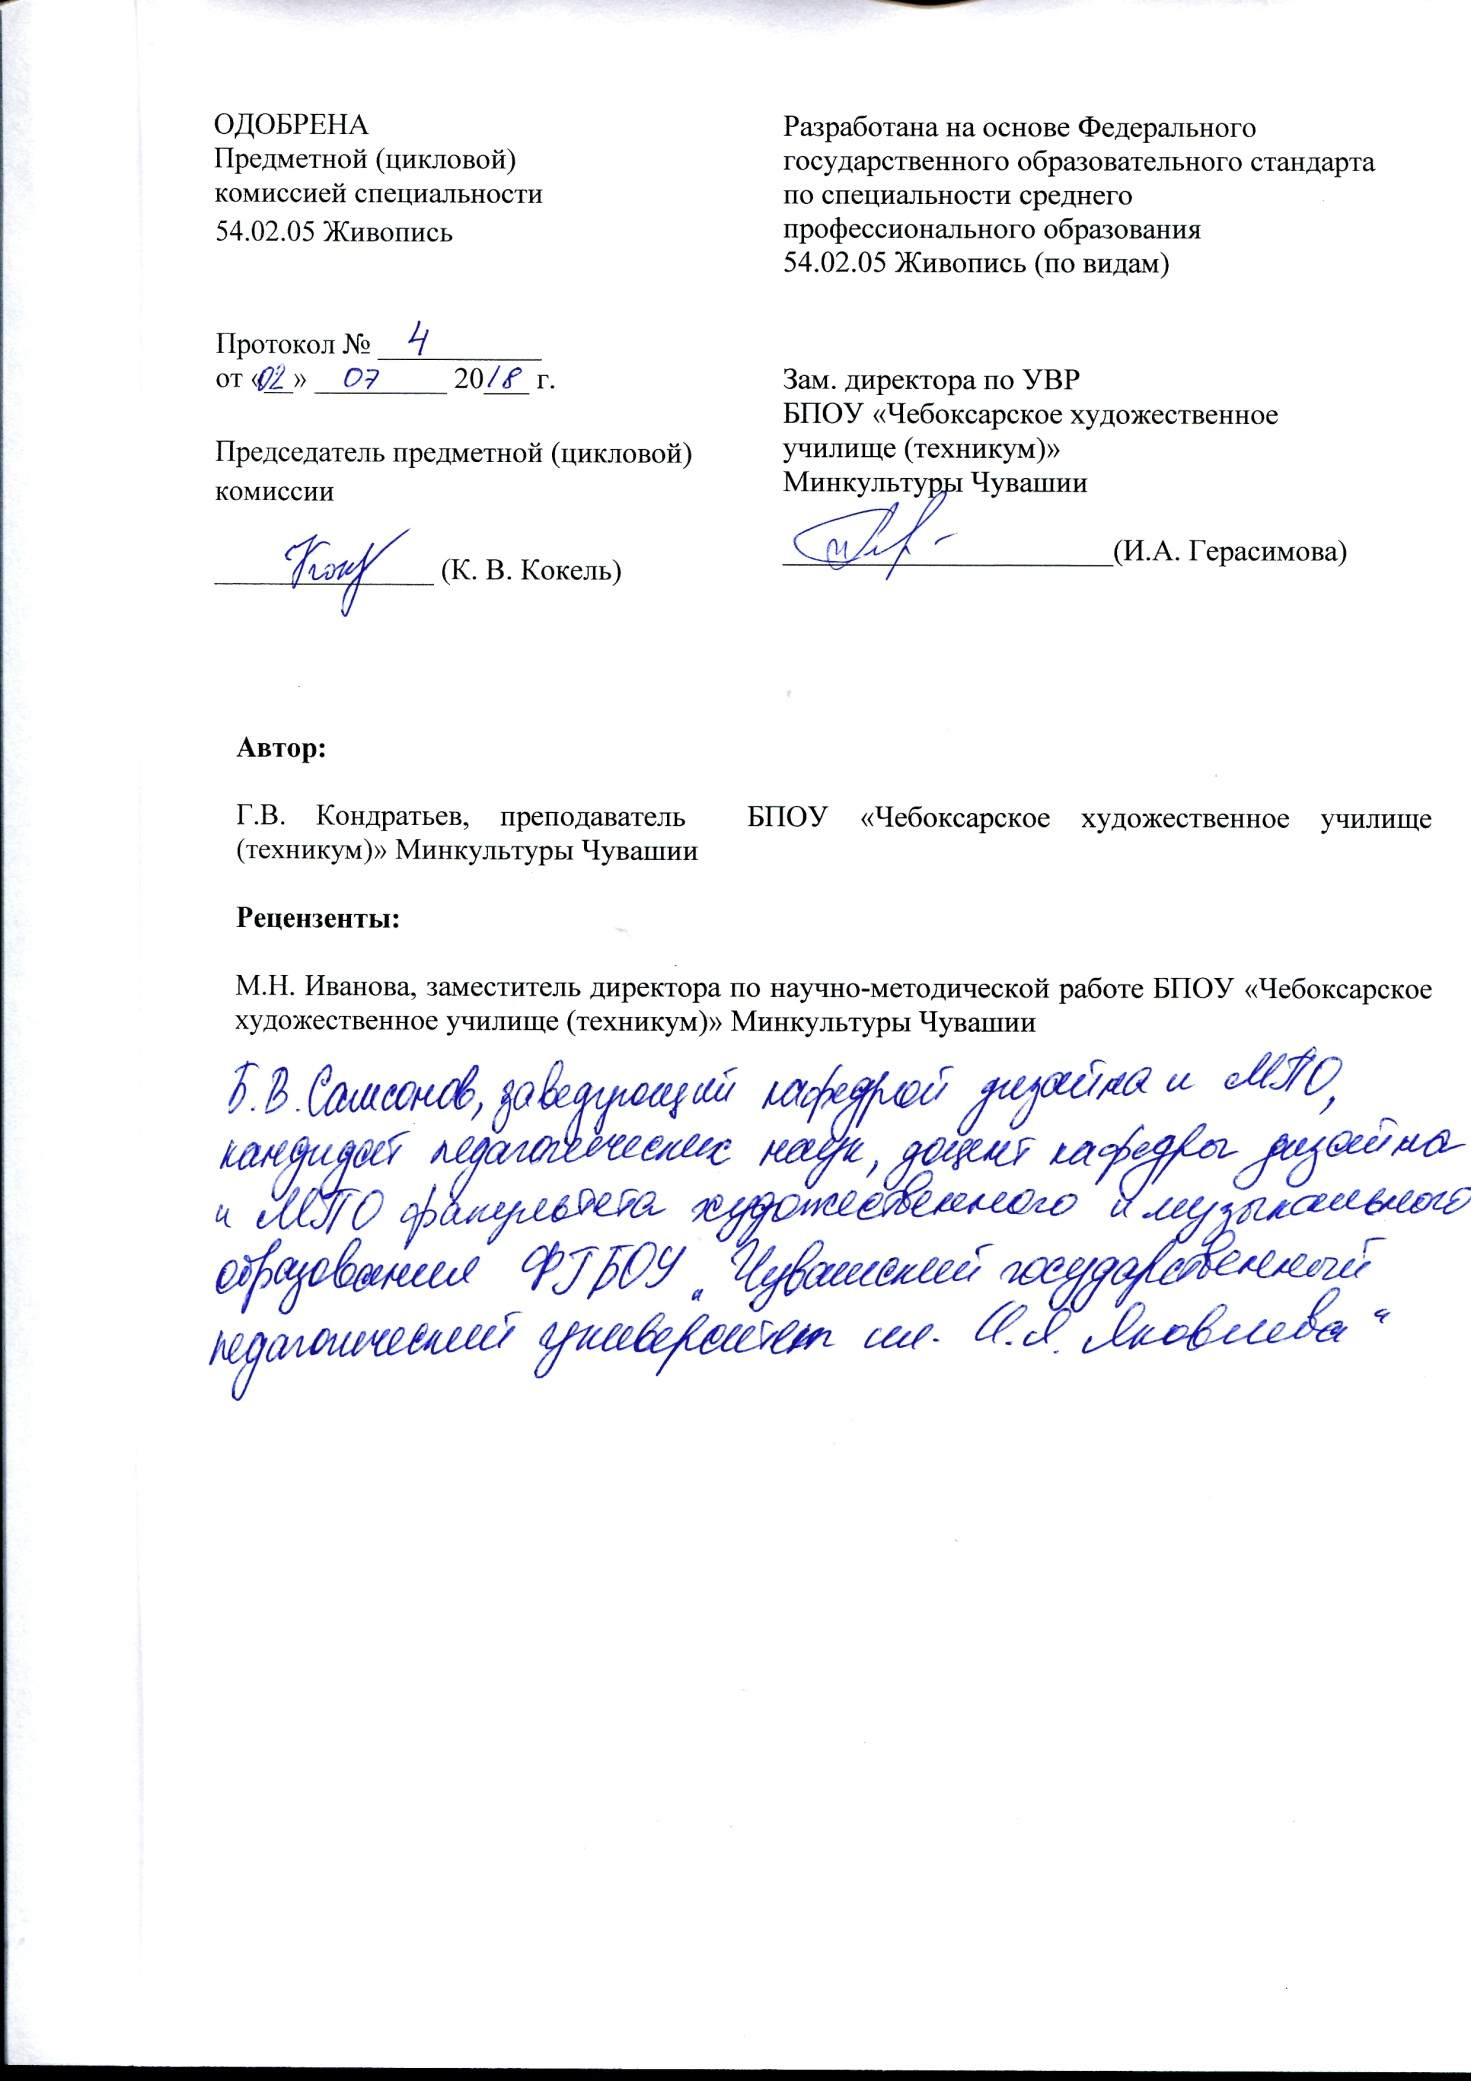 ОДОБРЕНА
Предметной (цикловой)
комиссией специальности
54.02.05 Живопись
Протокол № 4
от «02» 07 2018 г.
Председатель предметной (цикловой)
комиссии
(К. В. Кокель)
Разработана на основе Федерального
государственного образовательного стандарта
по специальности среднего
профессионального образования
54.02.05 Живопись (по видам)
Зам. директора по УВР
БПОУ «Чебоксарское художественное
училище (техникум)»
Минкультуры Чувашии
(И.А. Герасимова)
Автор:
Г.В. Кондратьев, преподаватель БПОУ «Чебоксарское художественное училище
(техникум)» Минкультуры Чувашии
Рецензенты:
М.Н. Иванова, заместитель директора по научно-методической работе БПОУ «Чебоксарское
художественное училище (техникум)» Минкультуры Чувашии
Б.В. Самсонов, заведующий кафедрой дизайна и МПО,
кандидат педагогических наук, доцент кафедры дизайна
и МПО факультета художественного и музыкального
образования ФГБОУ „Чувашский государственный
педагогический университет им. И.Я. Яковлева“